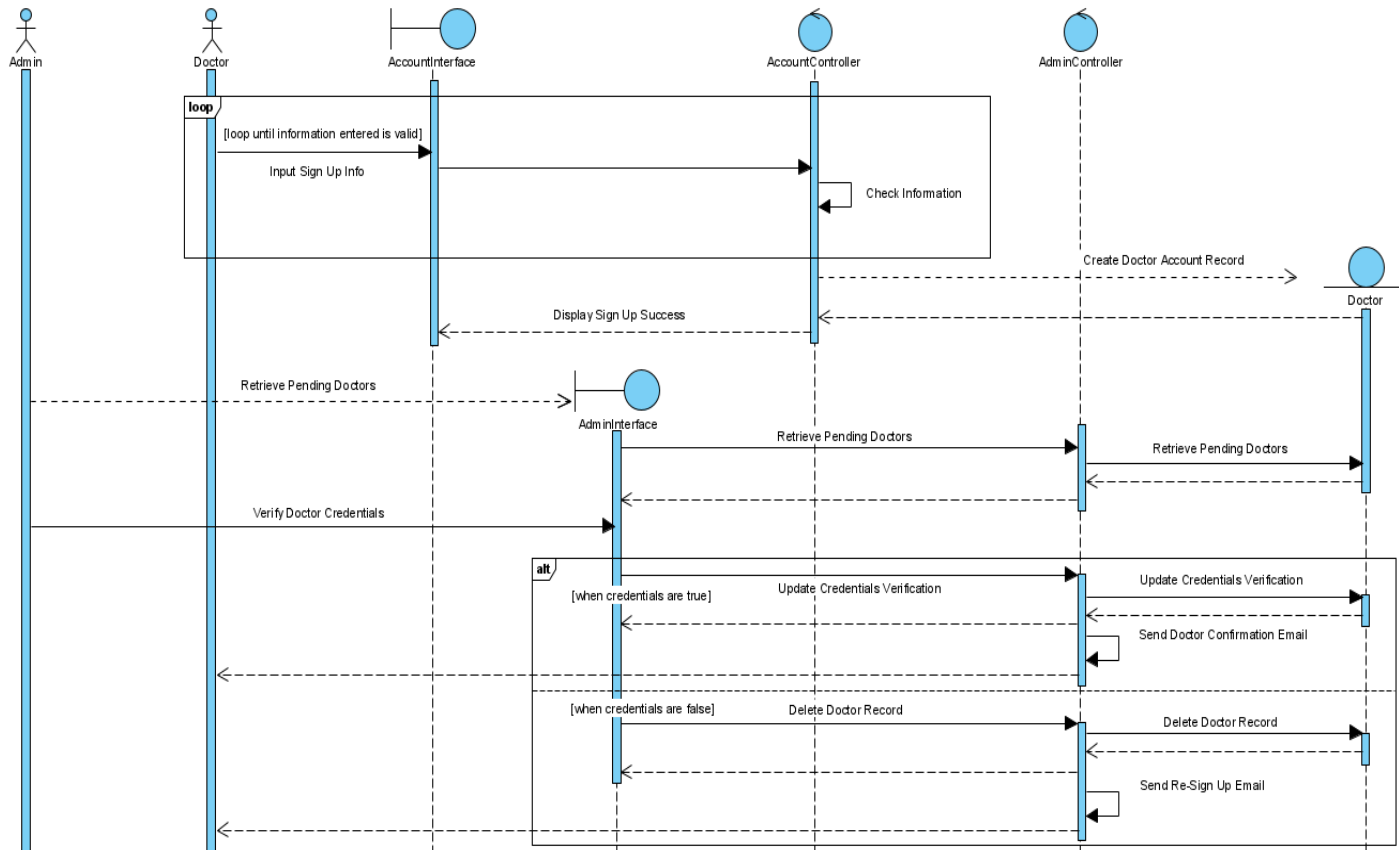 Admin
Doctor
AccountInterface
AccountController
AdminController
loop
[loop until information entered is valid]
Input Sign Up Info
Check Information
Create Doctor Account Record
Doctor
Display Sign Up Success
Retrieve Pending Doctors
AdminInterface
Retrieve Pending Doctors
Retrieve Pending Doctors
Verify Doctor Credentials
alt
[when credentials are true]
Update Credentials Verification
Update Credentials Verification
Send Doctor Confirmation Email
[when credentials are false]
Delete Doctor Record
Delete Doctor Record
Send Re-Sign Up Email